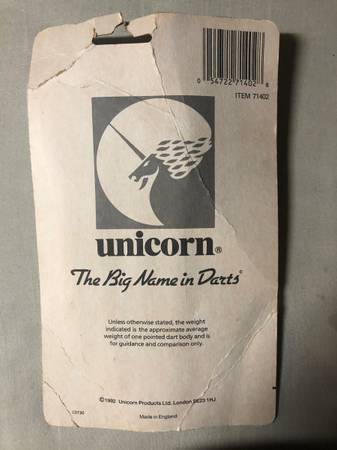 0 54722 71402 8
ITEM 71402
unicorn®
The Big Name in Darts®
Unless otherwise stated, the weight
indicated is the approximate average
weight of one pointed dart body and is
for guidance and comparison only.
©1992 Unicorn Products Ltd. London SE23 1HJ
Made in England